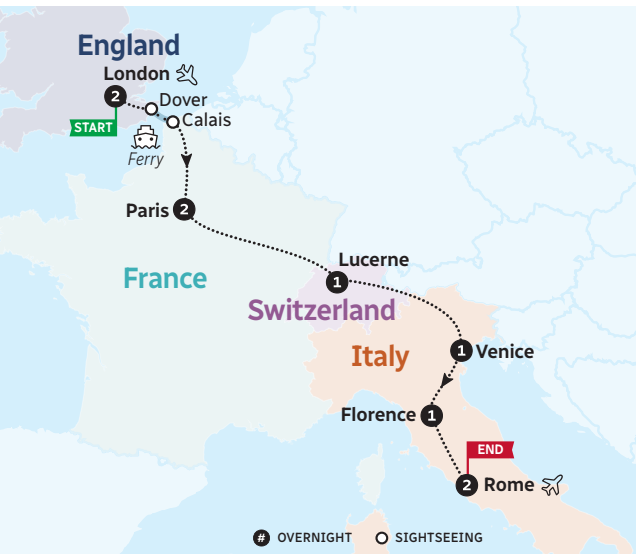 England
London
2
Dover
START
Calais
Ferry
Paris 2
Lucerne
1
France
Switzerland
Italy
1 Venice
Florence 1
END
2 Rome
# OVERNIGHT SIGHTSEEING